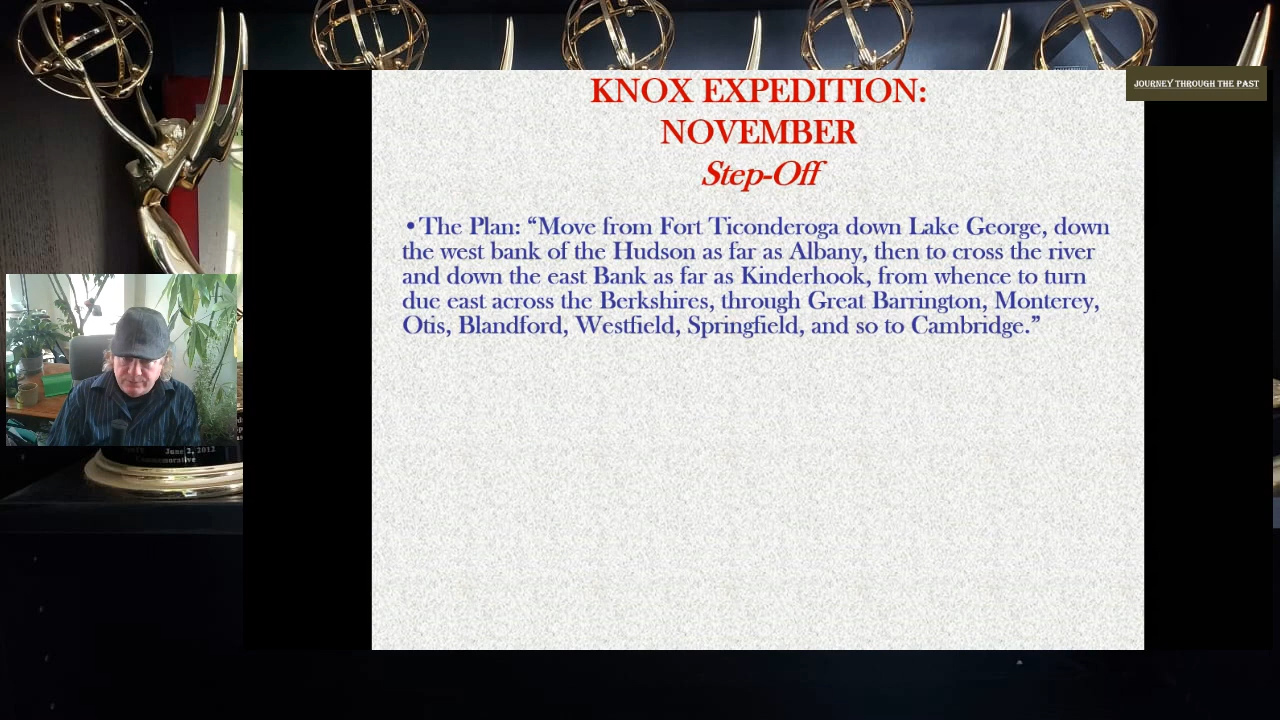 JOURNEY THROUGH THE PAST
KNOX EXPEDITION:
NOVEMBER
Step-Off
• The Plan: “Move from Fort Ticonderoga down Lake George, down
the west bank of the Hudson as far as Albany, then to cross the river
and down the east Bank as far as Kinderhook, from whence to turn
due east across the Berkshires, through Great Barrington, Monterey,
Otis, Blandford, Westfield, Springfield, and so to Cambridge.”
June 2, 2012
Commemorative